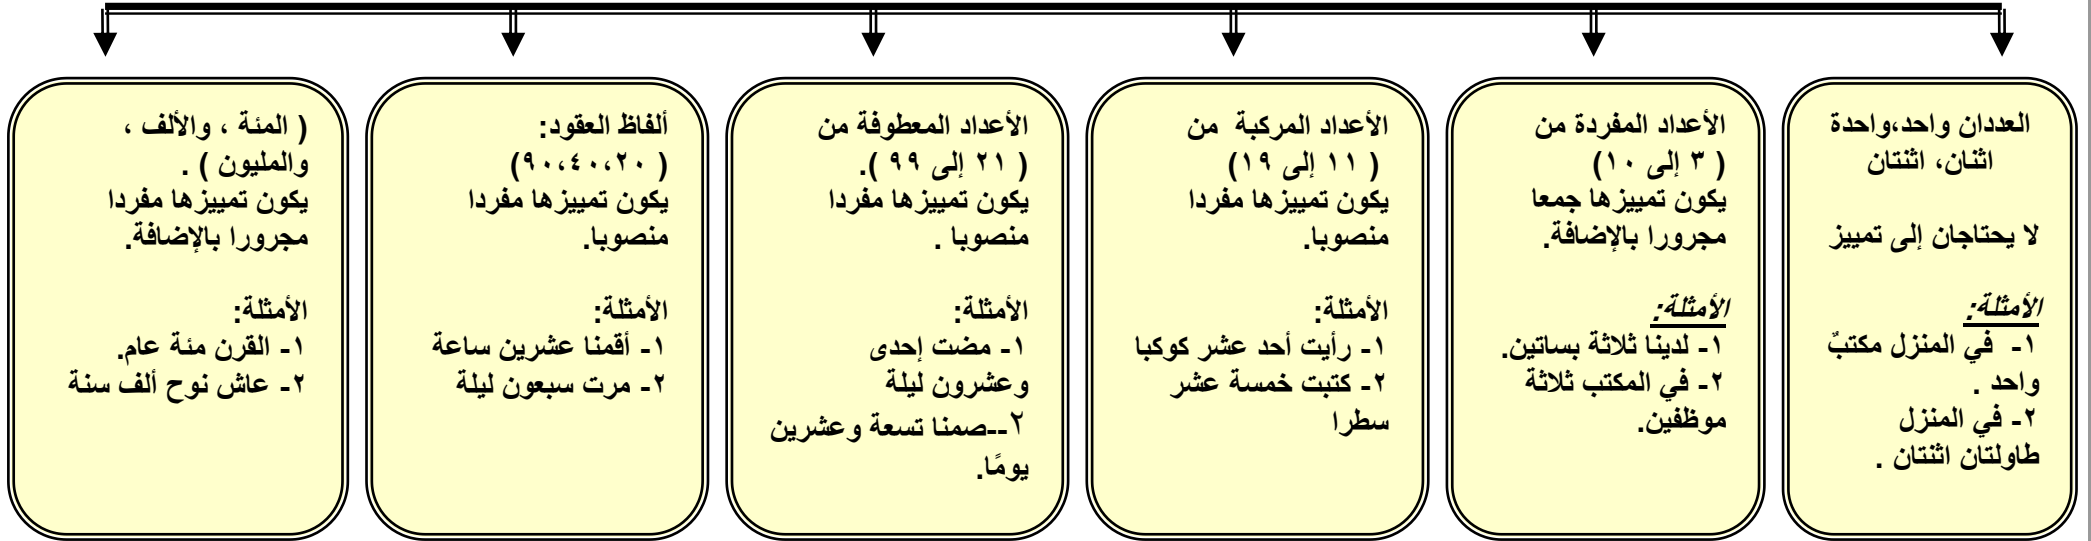 العددان واحد،واحدة
اثنان، اثنتان
لا يحتاجان إلى تمييز
الأمثلة:
١- في المنزل مكتبٌ
واحد .
٢- في المنزل
طاولتان اثنتان .
الأعداد المفردة من
( ٣ إلى ١٠)
يكون تمييزها جمعا
مجرورا بالإضافة.
الأمثلة:
١- لدينا ثلاثة بساتين.
٢- في المكتب ثلاثة
موظفين.
الأعداد المركبة من
( ١١ إلى ١٩)
يكون تمييزها مفردا
منصوبا.
الأمثلة:
١- رأيت أحد عشر كوكبا
٢- كتبت خمسة عشر
سطرا
الأعداد المعطوفة من
( ٢١ إلى ٩٩ ).
يكون تمييزها مفردا
منصوبا .
الأمثلة:
١- مضت إحدى
وعشرون ليلة
٢--صمنا تسعة وعشرين
يومًا.
ألفاظ العقود:
( ٢٠،٤٠،٩٠)
يكون تمييزها مفردا
منصوبا.
الأمثلة:
١- أقمنا عشرين ساعة
٢- مرت سبعون ليلة
( المئة ، والألف ،
والمليون ) .
يكون تمييزها مفردا
مجرورا بالإضافة.
الأمثلة:
١- القرن مئة عام.
٢- عاش نوح ألف سنة